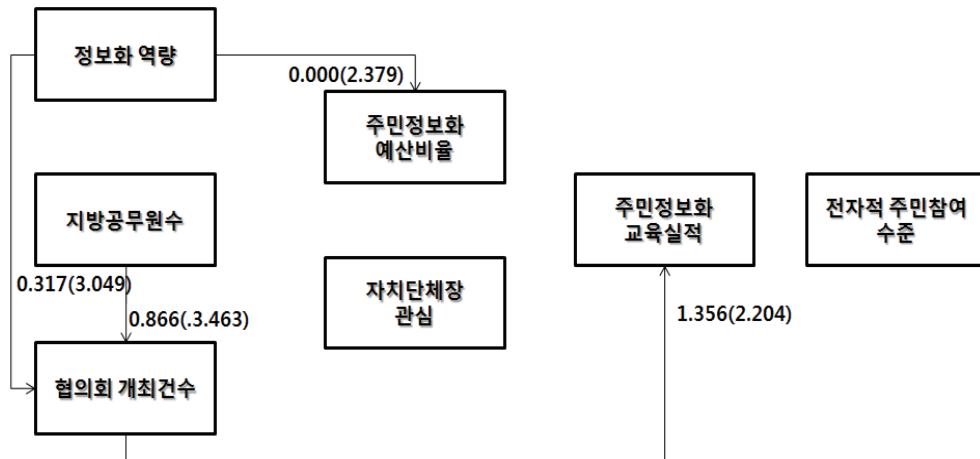 정보화 역량
0.000(2.379)
주민정보화
예산비율
지방공무원수
주민정보화
교육실적
전자적 주민참여
수준
0.317(3.049)
0.866(.3.463)
자치단체장
관심
1.356(2.204)
협의회 개최건수